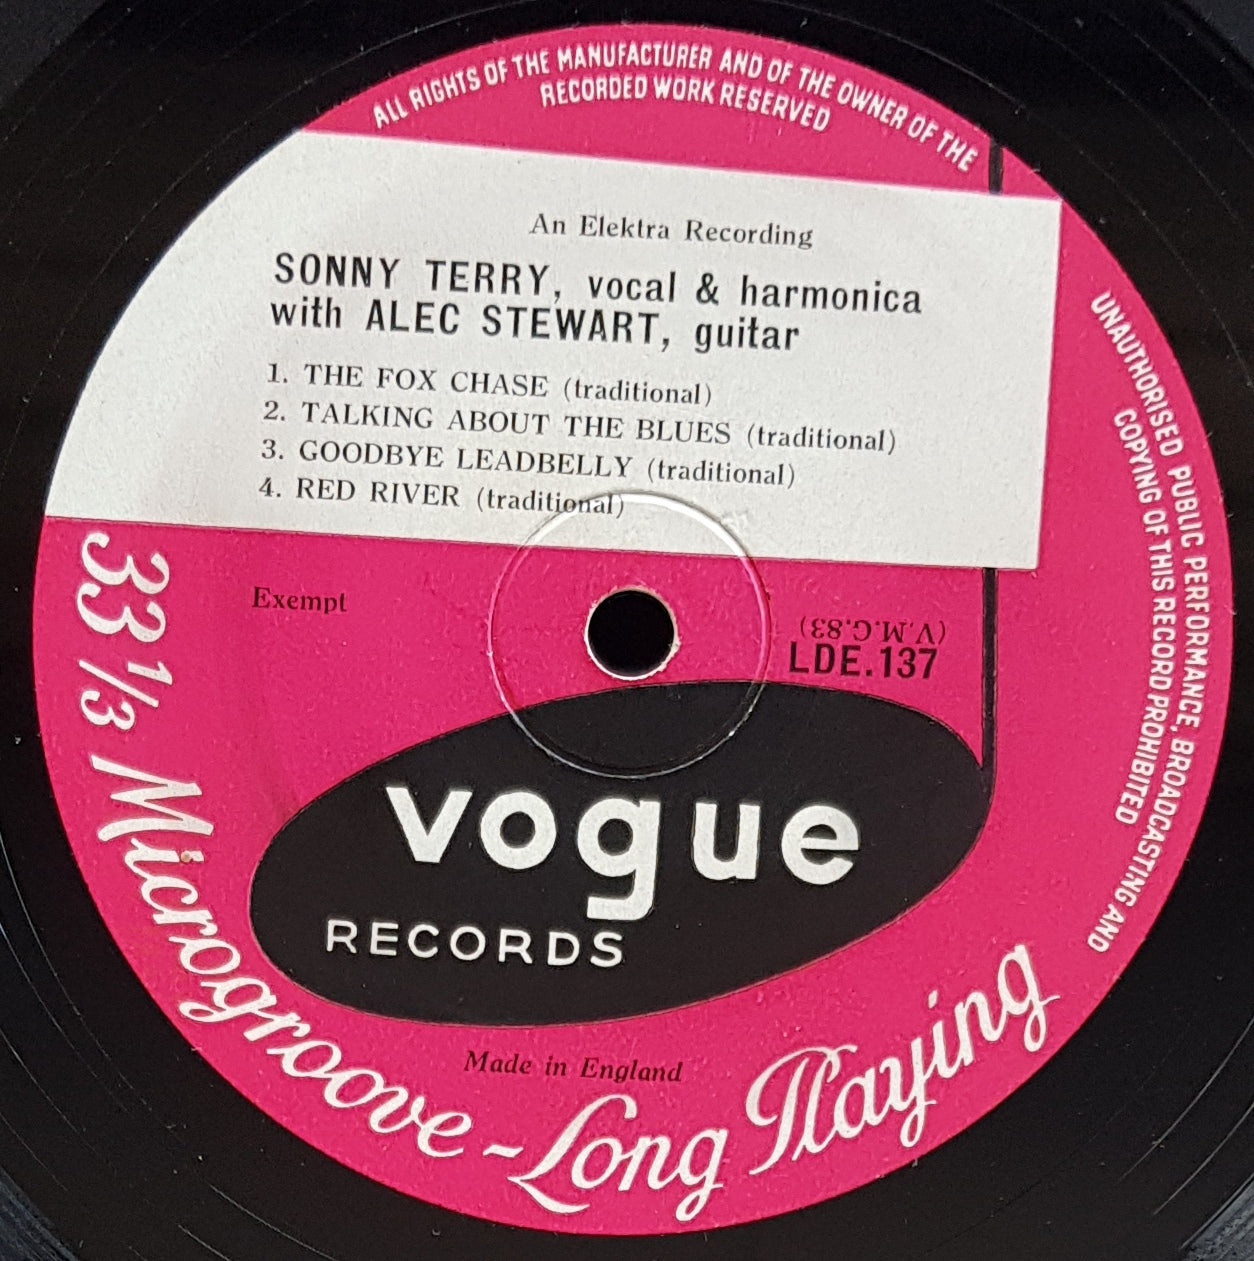 ALL RIGHTS OF THE MANUFACTURER AND OF THE OWNER OF THE
RECORDED WORK RESERVED
An Elektra Recording
SONNY TERRY, vocal & harmonica
with ALEC STEWART, guitar
1. THE FOX CHASE (traditional)
2. TALKING ABOUT THE BLUES (traditional)
3. GOODBYE LEADBELLY (traditional)
4. RED RIVER (traditional)
UNAUTHORISED PUBLIC PERFORMANCE, BROADCASTING AND
COPYING OF THIS RECORD PROHIBITED
Exempt
(V.M.G.83)
LDE.137
vogue
RECORDS
Made in England
33 1/3 Microgroove - Long Playing